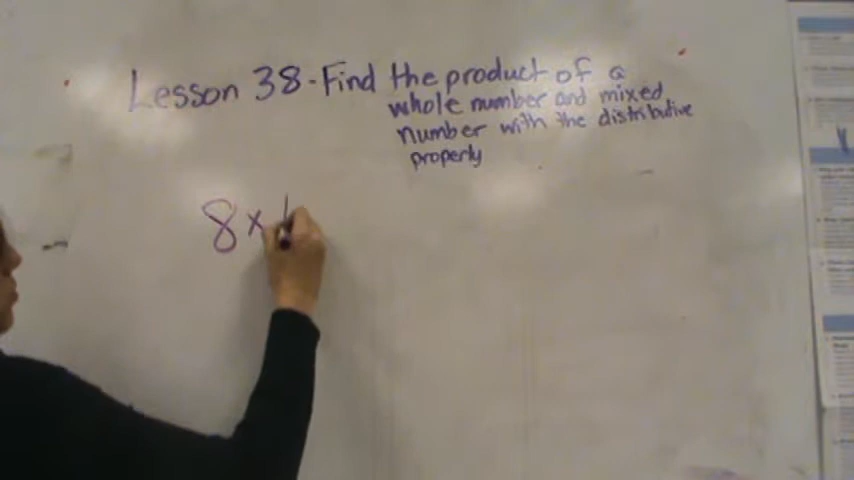 Lesson 38-Find the product of a
whole number and mixed
number with the distributive
property
8 ×